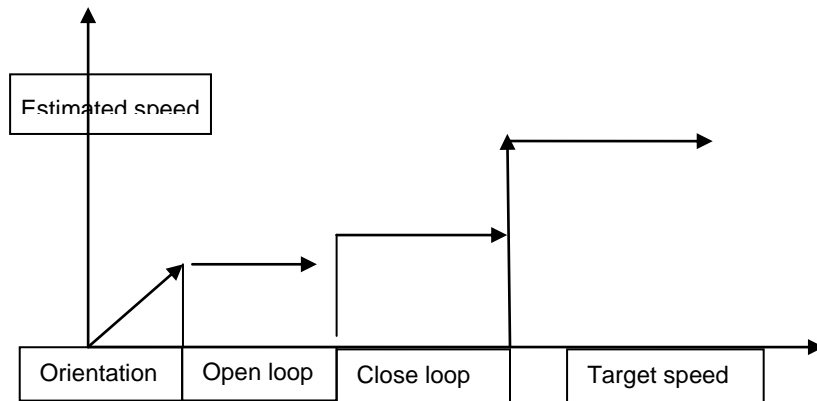 Estimated speed
Orientation
Open loop
Close loop
Target speed